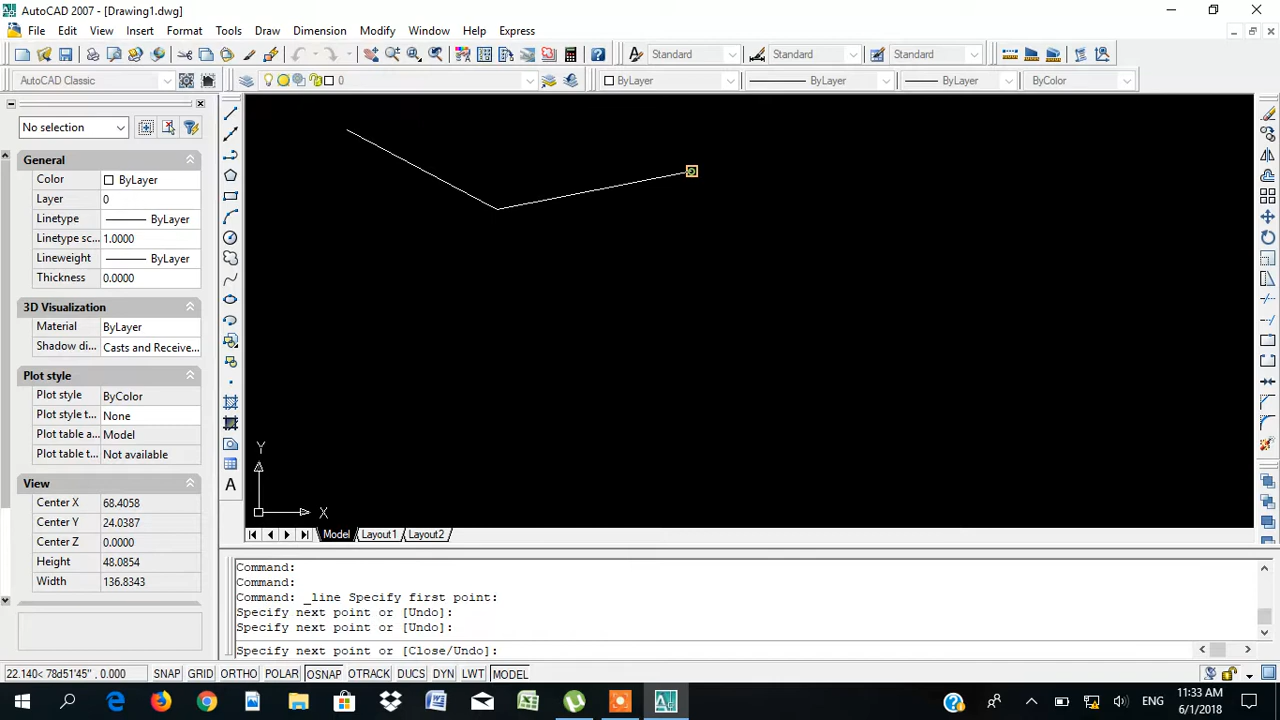 AutoCAD 2007 - [Drawing1.dwg]
File Edit View Insert Format Tools Draw Dimension Modify Window Help Express
Standard Standard Standard
AutoCAD Classic 0 ByLayer ByLayer ByLayer ByColor
No selection
General
Color ByLayer
Layer 0
Linetype ByLayer
Linetype sc... 1.0000
Lineweight ByLayer
Thickness 0.0000
3D Visualization
Material ByLayer
Shadow di... Casts and Receive...
Plot style
Plot style ByColor
Plot style t... None
Plot table a... Model
Plot table t... Not available
View
Center X 68.4058
Center Y 24.0387
Center Z 0.0000
Height 48.0854
Width 136.8343
A
Y
X
Model Layout1 Layout2
Command:
Command:
Command: _line Specify first point:
Specify next point or [Undo]:
Specify next point or [Undo]:
Specify next point or [Close/Undo]:
22.140< 78d51'45" , 0.000 SNAP GRID ORTHO POLAR OSNAP OTRACK DUCS DYN LWT MODEL
ENG
11:33 AM
6/1/2018